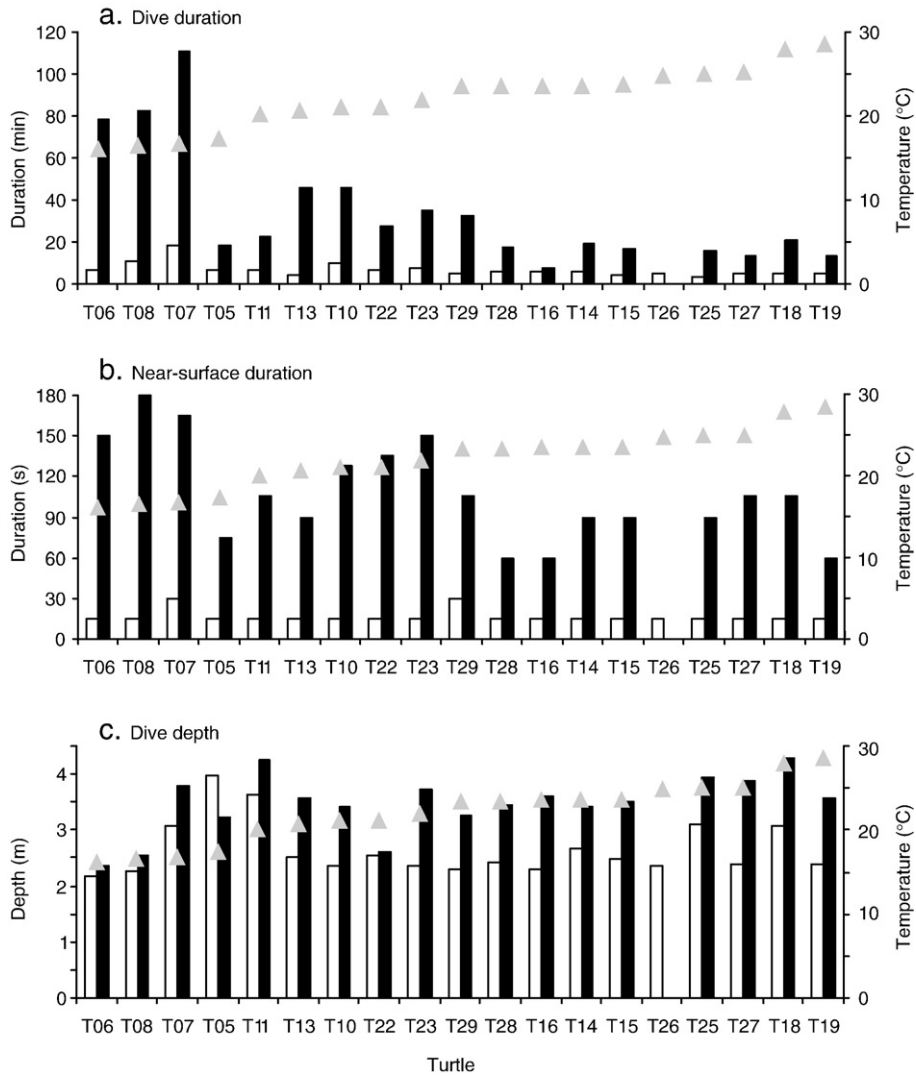 a. Dive duration
120
100
80
60
40
20
0
Duration (min)
30
20
10
0
Temperature (°C)
T06 T08 T07 T05 T11 T13 T10 T22 T23 T29 T28 T16 T14 T15 T26 T25 T27 T18 T19
b. Near-surface duration
180
150
120
90
60
30
0
Duration (s)
30
20
10
0
Temperature (°C)
T06 T08 T07 T05 T11 T13 T10 T22 T23 T29 T28 T16 T14 T15 T26 T25 T27 T18 T19
c. Dive depth
4
3
2
1
0
Depth (m)
30
20
10
0
Temperature (°C)
T06 T08 T07 T05 T11 T13 T10 T22 T23 T29 T28 T16 T14 T15 T26 T25 T27 T18 T19
Turtle